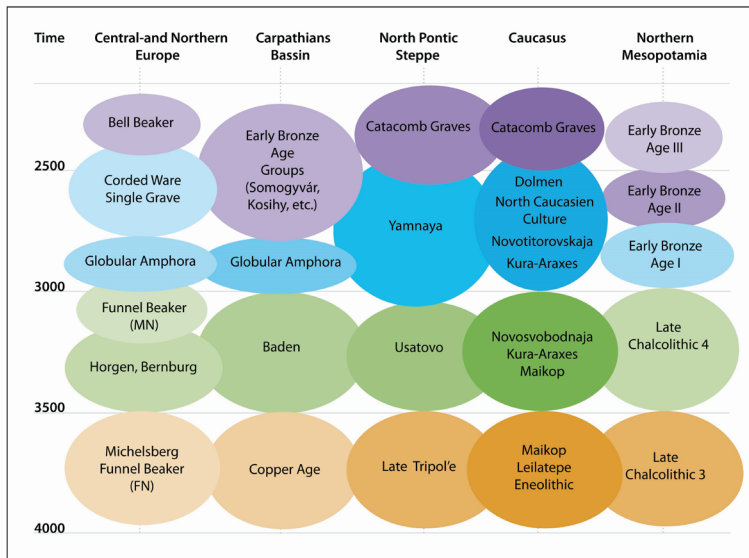 Time
Central-and Northern
Europe
Carpathians
Bassin
North Pontic
Steppe
Caucasus
Northern
Mesopotamia
Bell Beaker
Corded Ware
Single Grave
Globular Amphora
Funnel Beaker
(MN)
Horgen, Bernburg
Michelsberg
Funnel Beaker
(FN)
Early Bronze
Age
Groups
(Somogyvár,
Kosihy, etc.)
Globular Amphora
Baden
Copper Age
Catacomb Graves
Yamnaya
Usatovo
Late Tripol'e
Catacomb Graves
Dolmen
North Caucasien
Culture
Novotitorovskaja
Kura-Araxes
Novosvobodnaja
Kura-Araxes
Maikop
Maikop
Leilatepe
Eneolithic
Early Bronze
Age III
Early Bronze
Age II
Early Bronze
Age I
Late
Chalcolithic 4
Late
Chalcolithic 3
2500
3000
3500
4000